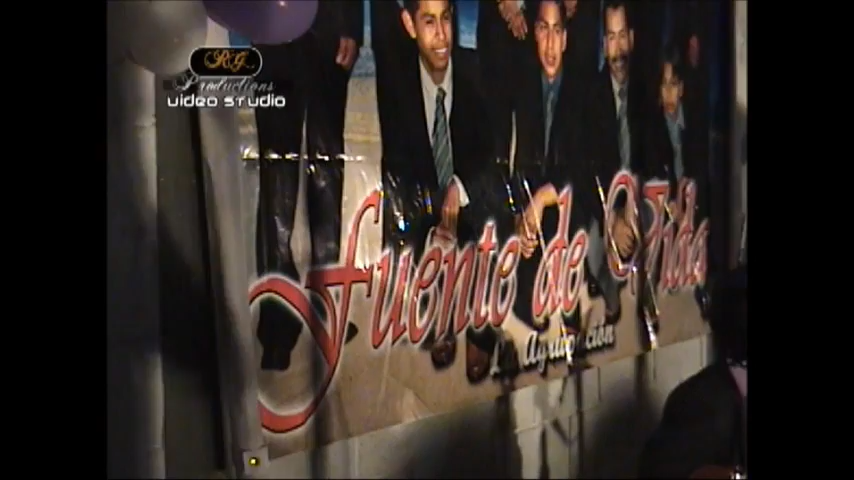 RG
Productions
VIDEO STUDIO
Fuente de Vida
La Agrupación